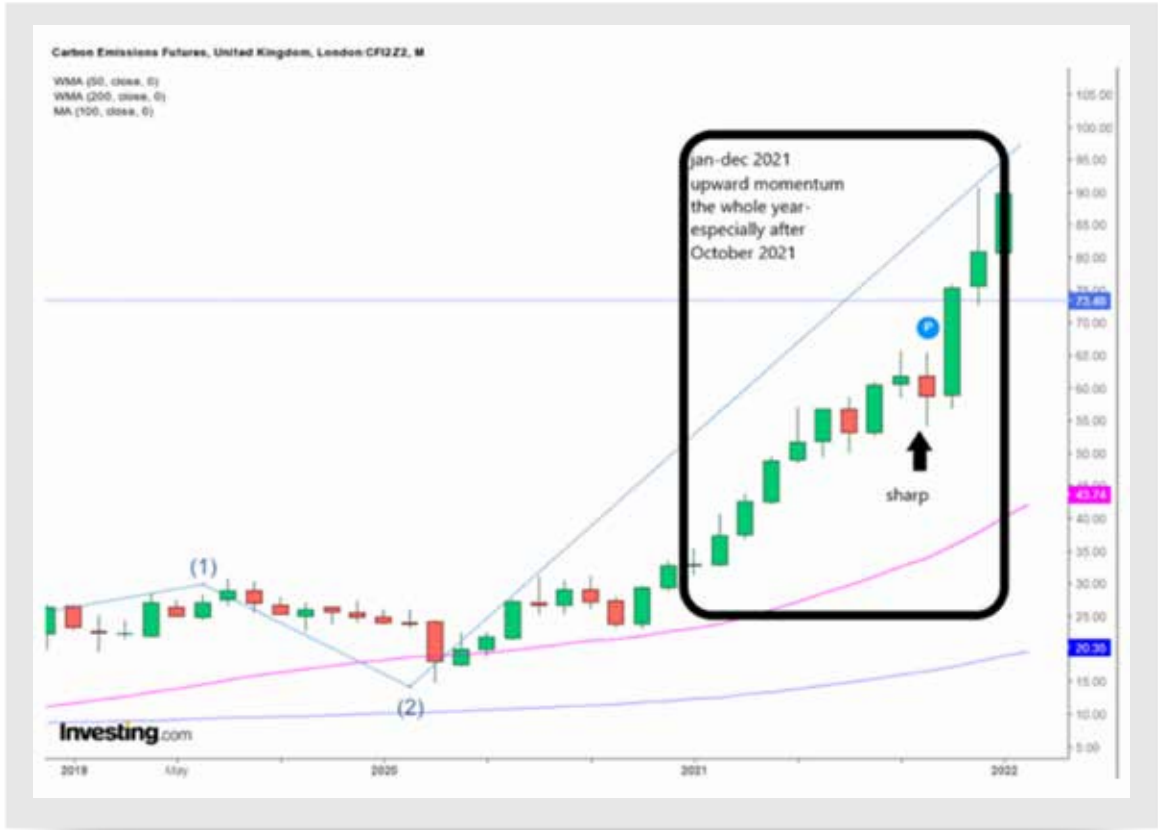 Carbon Emissions Futures, United Kingdom, London:CFI2Z2, M
WMA (50, close, 0)
WMA (200, close, 0)
MA (100, close, 0)
105.00
100.00
jan-dec 2021
upward momentum
the whole year-
especially after
October 2021
95.00
90.00
85.00
80.00
75.00
73.48
70.00
P
65.00
60.00
55.00
50.00
sharp
45.00
43.74
40.00
35.00
30.00
(1)
25.00
20.35
15.00
(2)
10.00
Investing.com
5.00
2019
May
2020
2021
2022